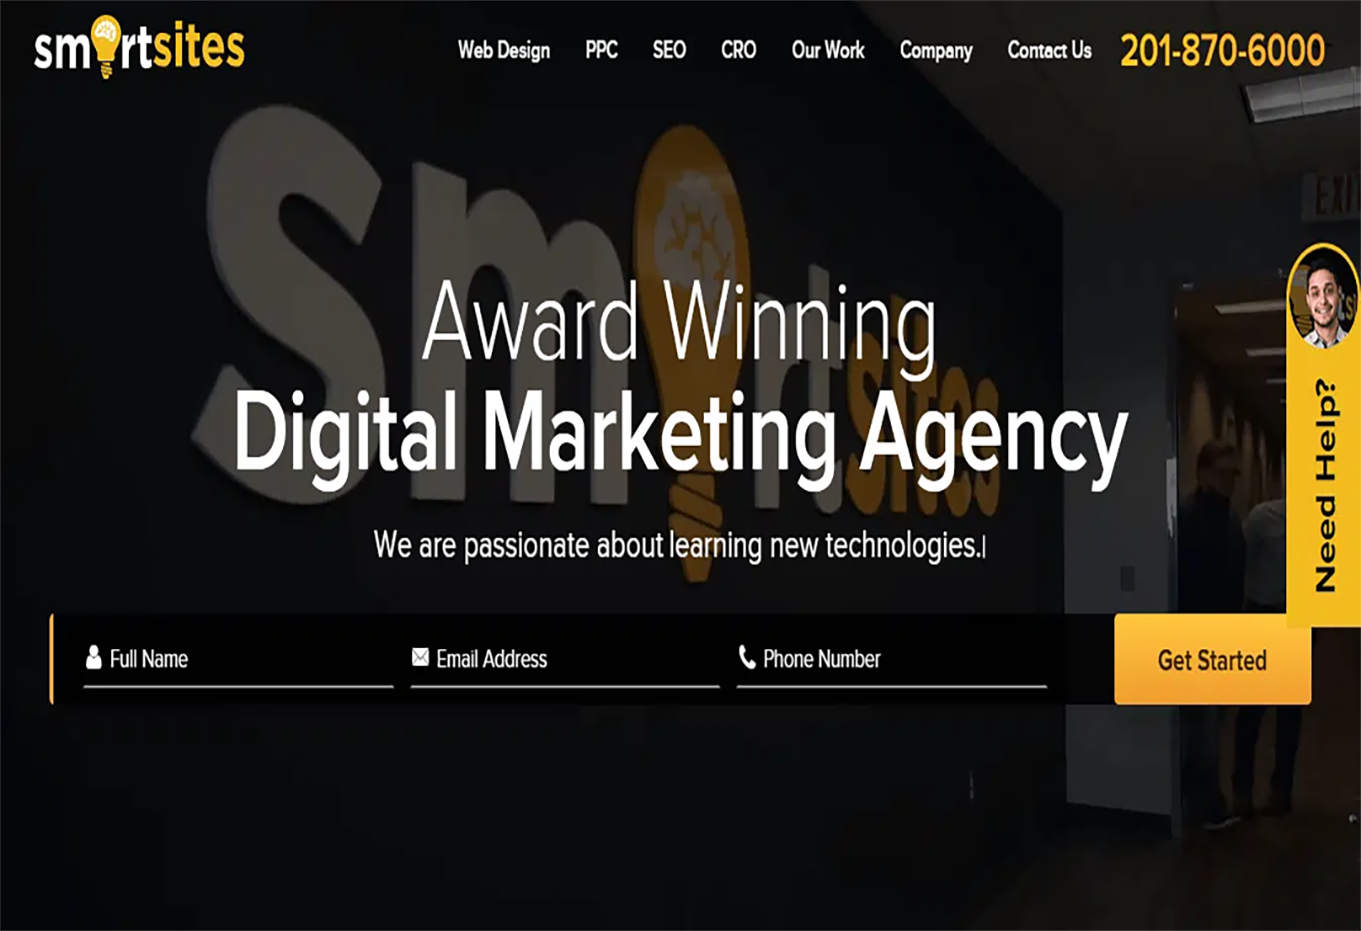 smartsites
Web Design PPC SEO CRO Our Work Company Contact Us 201-870-6000
Smartsites
EXIT
Award Winning
Digital Marketing Agency
We are passionate about learning new technologies.
Full Name Email Address Phone Number Get Started
Need Help?